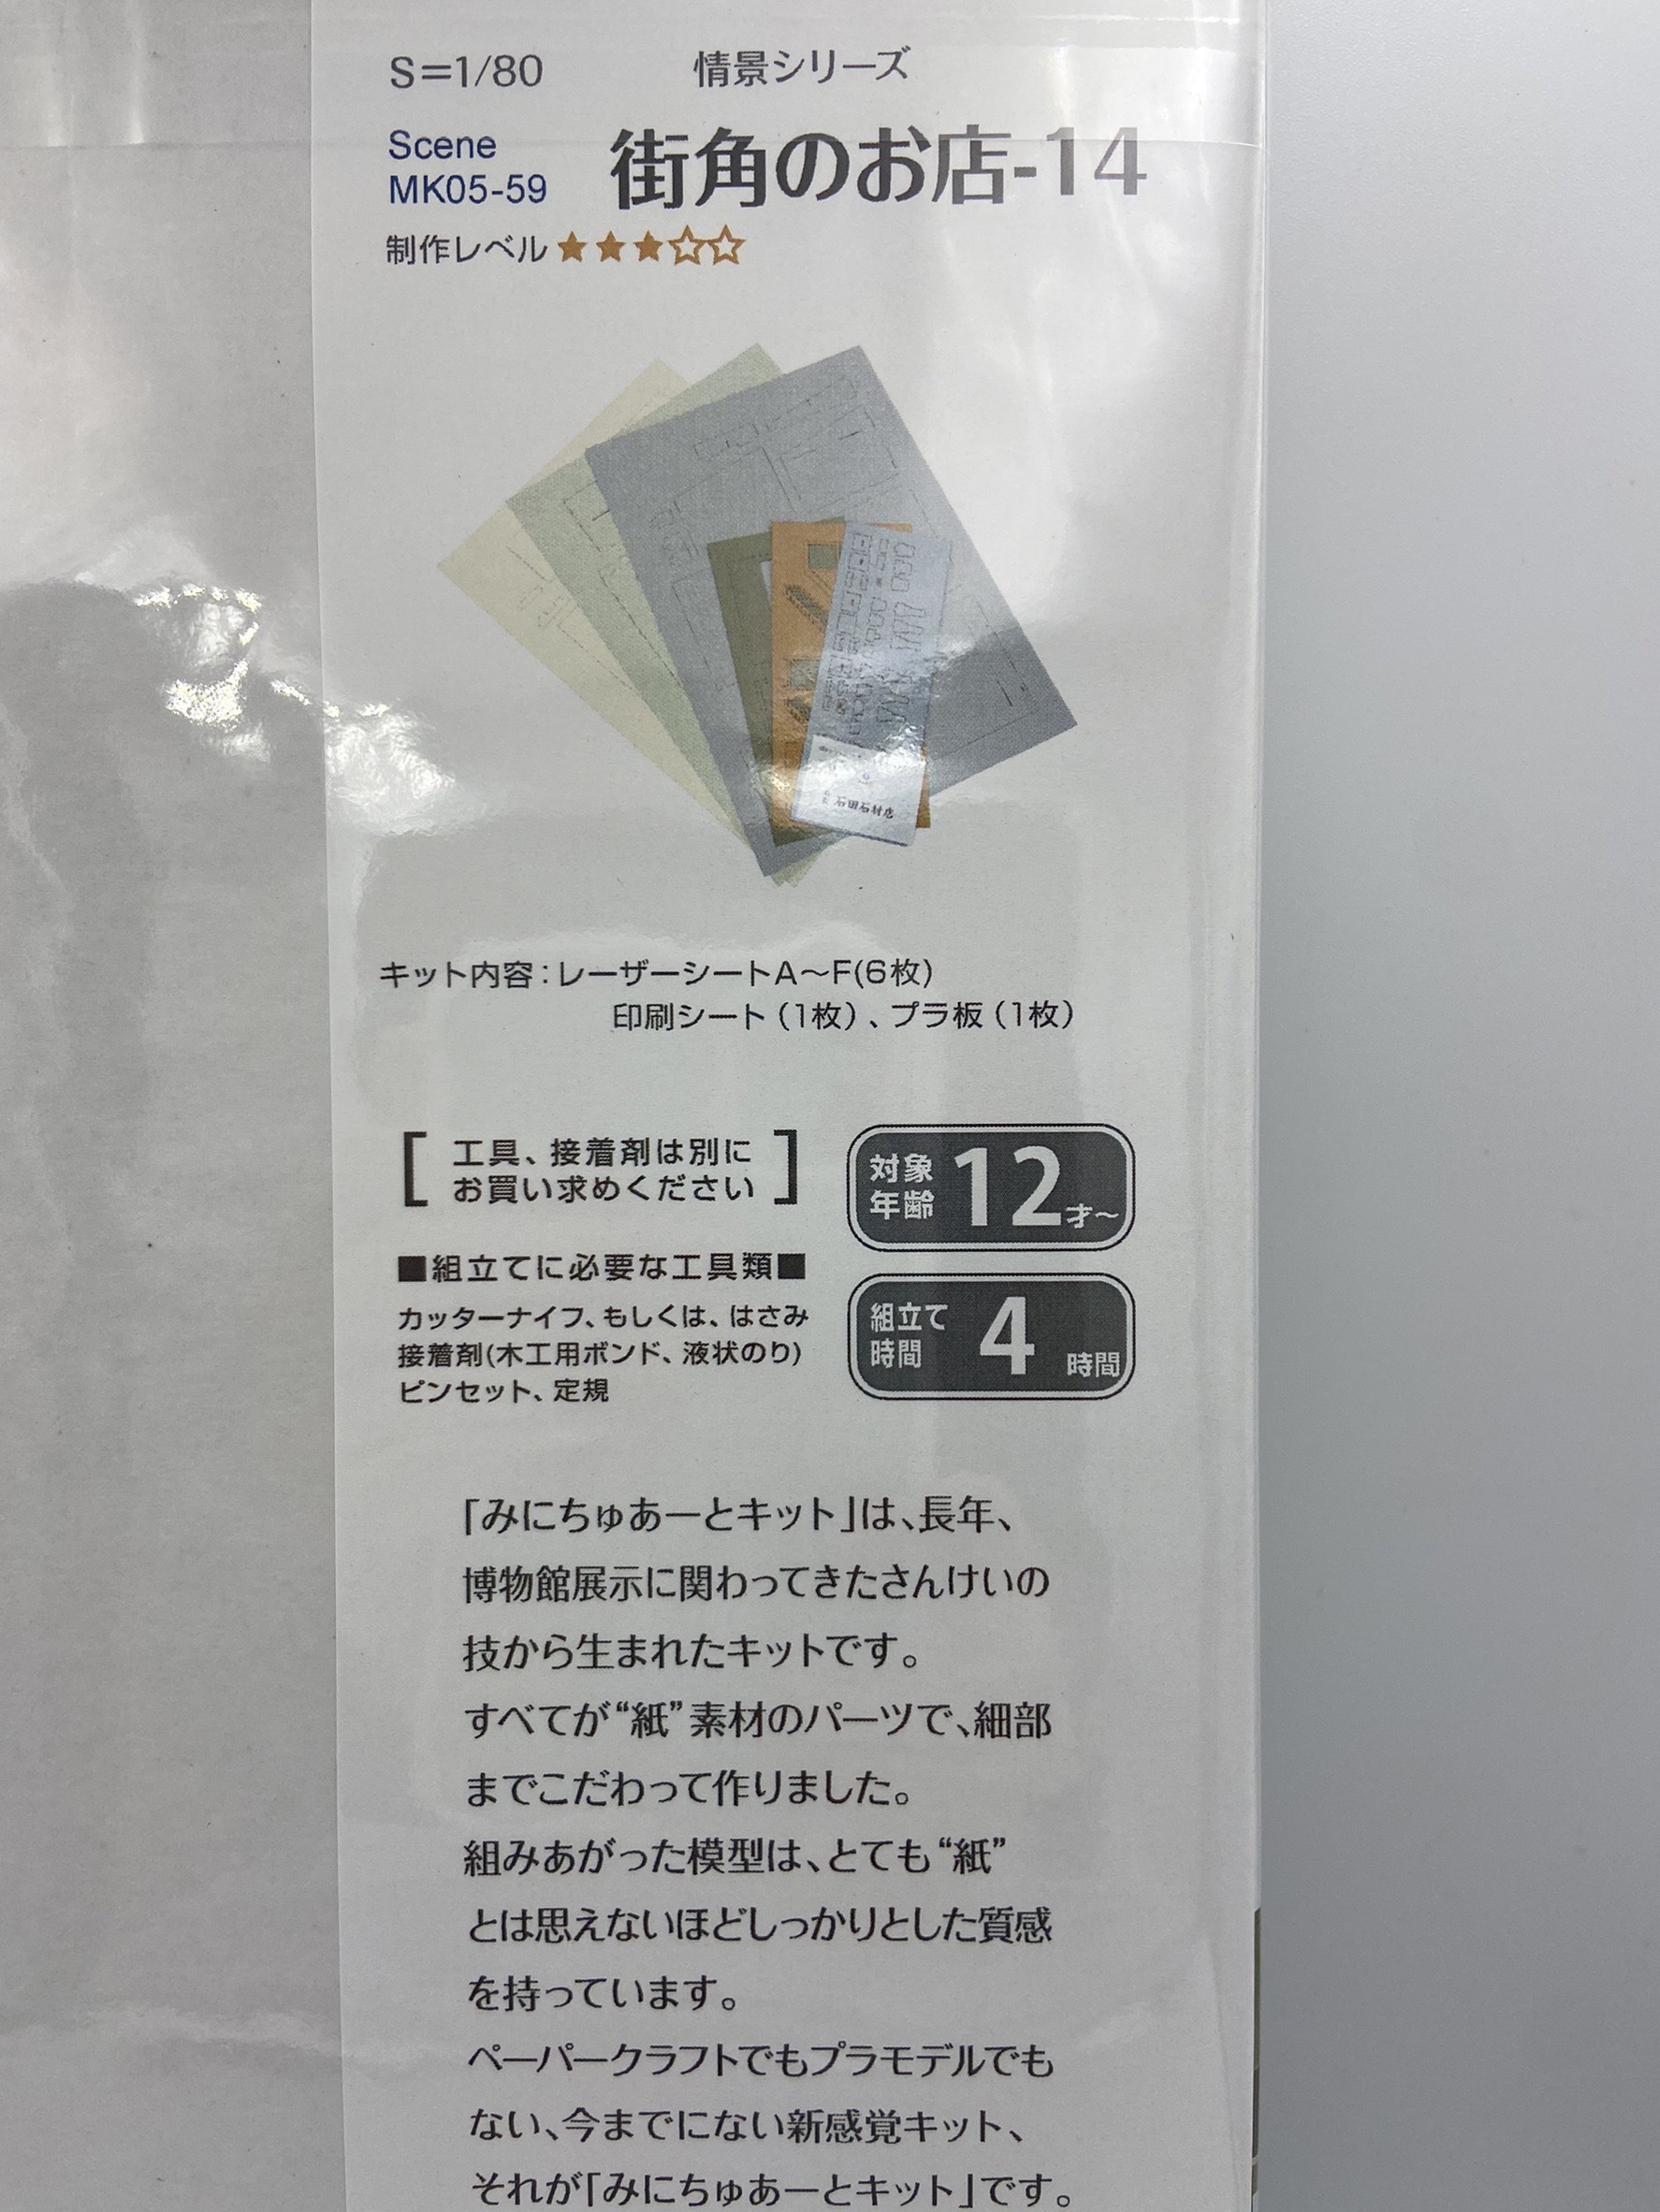 S=1/80
情景シリーズ
Scene
MK05-59
街角のお店-14
制作レベル★★★☆☆
石田石材店
キット内容：レーザーシートA～F(6枚)
印刷シート（1枚）、プラ板（1枚）
[ 工具、接着剤は別に
お買い求めください ]
対象
年齢 12才～
■組立てに必要な工具類■
カッターナイフ、もしくは、はさみ
接着剤(木工用ボンド、液状のり)
ピンセット、定規
組立て
時間 4 時間
「みにちゅあーとキット」は、長年、
博物館展示に関わってきたさんけいの
技から生まれたキットです。
すべてが“紙”素材のパーツで、細部
までこだわって作りました。
組みあがった模型は、とても“紙”
とは思えないほどしっかりとした質感
を持っています。
ペーパークラフトでもプラモデルでも
ない、今までにない新感覚キット、
それが「みにちゅあーとキット」です。